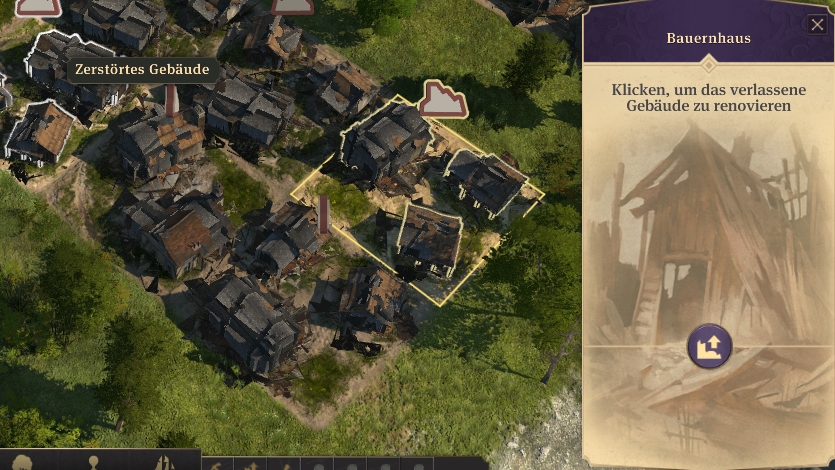 Zerstörtes Gebäude
Bauernhaus
Klicken, um das verlassene
Gebäude zu renovieren